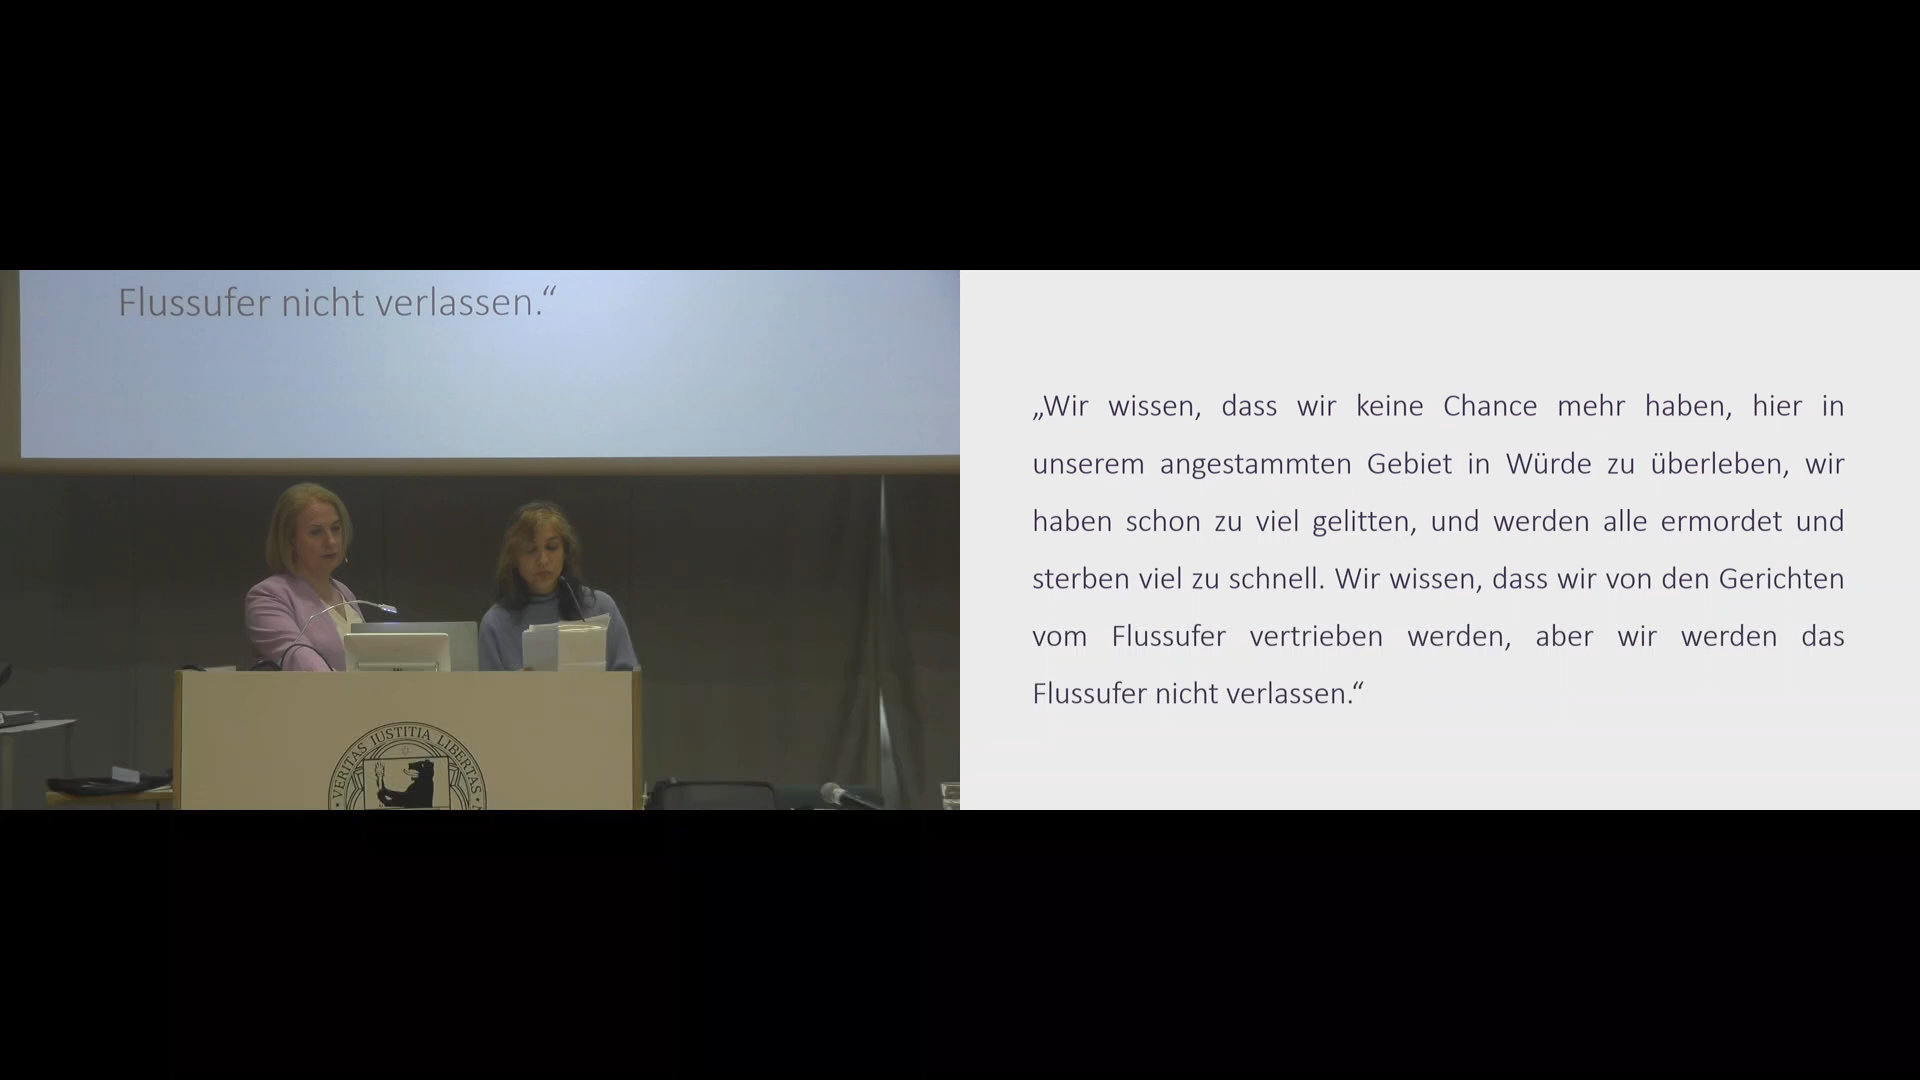 Flussufer nicht verlassen.“
VERITAS IUSTITIA LIBERTAS
„Wir wissen, dass wir keine Chance mehr haben, hier in
unserem angestammten Gebiet in Würde zu überleben, wir
haben schon zu viel gelitten, und werden alle ermordet und
sterben viel zu schnell. Wir wissen, dass wir von den Gerichten
vom Flussufer vertrieben werden, aber wir werden das
Flussufer nicht verlassen.“